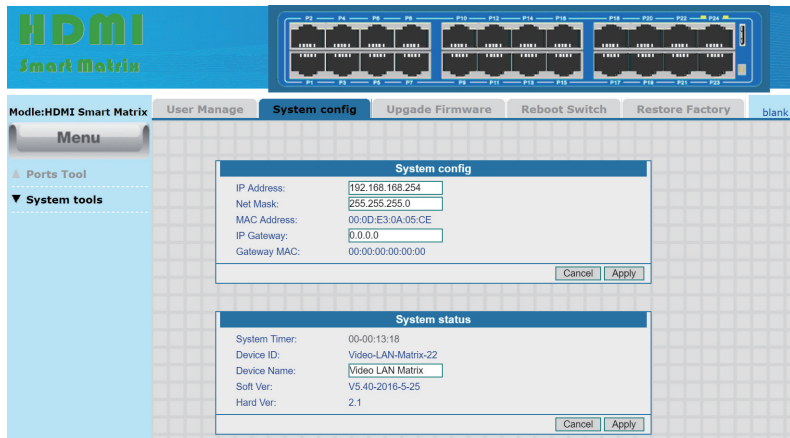 HDMI
Smart Matrix
P2 P4 P6 P8 P10 P12 P14 P16 P18 P20 P22 P24
P1 P3 P5 P7 P9 P11 P13 P15 P17 P19 P21 P23
Modle:HDMI Smart Matrix
User Manage System config Upgade Firmware Reboot Switch Restore Factory blank
Menu
Ports Tool
System tools
System config
IP Address: 192.168.168.254
Net Mask: 255.255.255.0
MAC Address: 00:0D:E3:0A:05:CE
IP Gateway: 0.0.0.0
Gateway MAC: 00:00:00:00:00:00
Cancel Apply
System status
System Timer: 00-00:13:18
Device ID: Video-LAN-Matrix-22
Device Name: Video LAN Matrix
Soft Ver: V5.40-2016-5-25
Hard Ver: 2.1
Cancel Apply